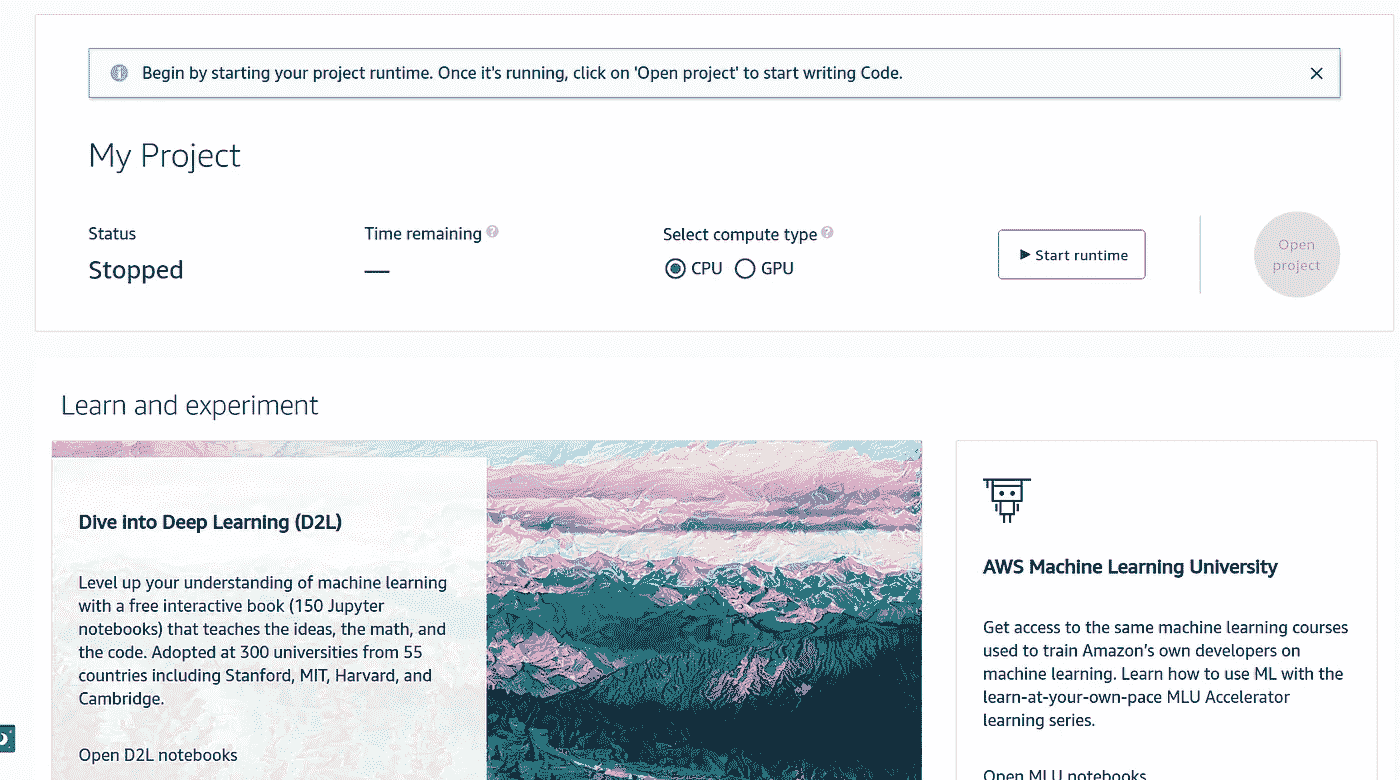 Begin by starting your project runtime. Once it's running, click on 'Open project' to start writing Code.
My Project
Status
Stopped
Time remaining
—
Select compute type
CPU GPU
Start runtime
Open
project
Learn and experiment
Dive into Deep Learning (D2L)
Level up your understanding of machine learning
with a free interactive book (150 Jupyter
notebooks) that teaches the ideas, the math, and
the code. Adopted at 300 universities from 55
countries including Stanford, MIT, Harvard, and
Cambridge.
Open D2L notebooks
AWS Machine Learning University
Get access to the same machine learning courses
used to train Amazon's own developers on
machine learning. Learn how to use ML with the
learn-at-your-own-pace MLU Accelerator
learning series.
Open MLU notebooks